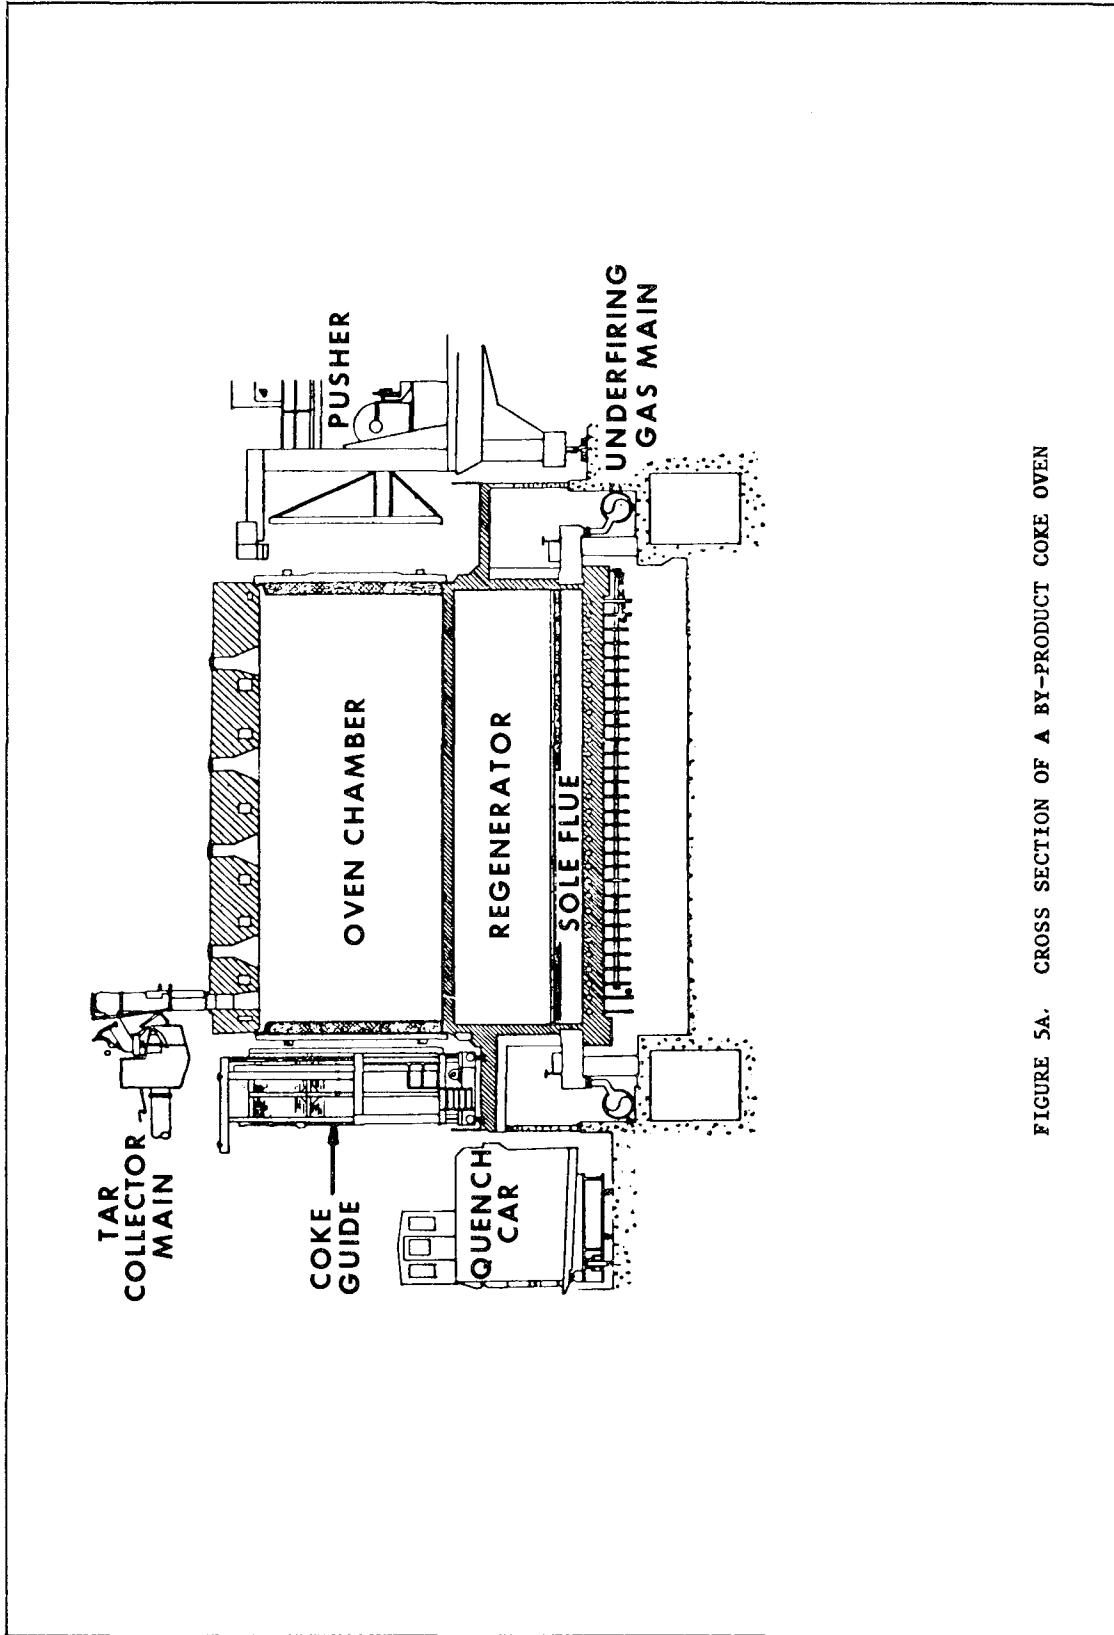 TAR
COLLECTOR
MAIN
COKE
GUIDE
QUENCH
CAR
OVEN CHAMBER
REGENERATOR
SOLE FLUE
PUSHER
UNDERFIRING
GAS MAIN
FIGURE 5A. CROSS SECTION OF A BY-PRODUCT COKE OVEN